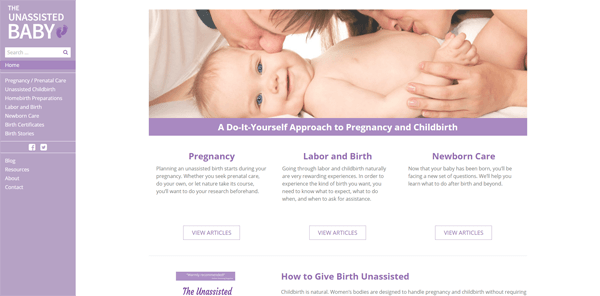 THE
UNASSISTED
BABY
Search ...
Home
Pregnancy / Prenatal Care
Unassisted Childbirth
Homebirth Preparations
Labor and Birth
Newborn Care
Birth Certificates
Birth Stories
Blog
Resources
About
Contact
A Do-It-Yourself Approach to Pregnancy and Childbirth
Pregnancy
Planning an unassisted birth starts during your
pregnancy. Whether you seek prenatal care,
do your own, or let nature take its course,
you'll want to do your research beforehand.
VIEW ARTICLES
Labor and Birth
Going through labor and childbirth naturally
are very rewarding experiences. In order to
experience the kind of birth you want, you
need to know what to expect, what to do
when, and when to ask for assistance.
VIEW ARTICLES
Newborn Care
Now that your baby has been born, you'll be
facing a new set of questions. We'll help you
learn what to do after birth and beyond.
VIEW ARTICLES
The Unassisted
How to Give Birth Unassisted
Childbirth is natural. Women's bodies are designed to handle pregnancy and childbirth without requiring